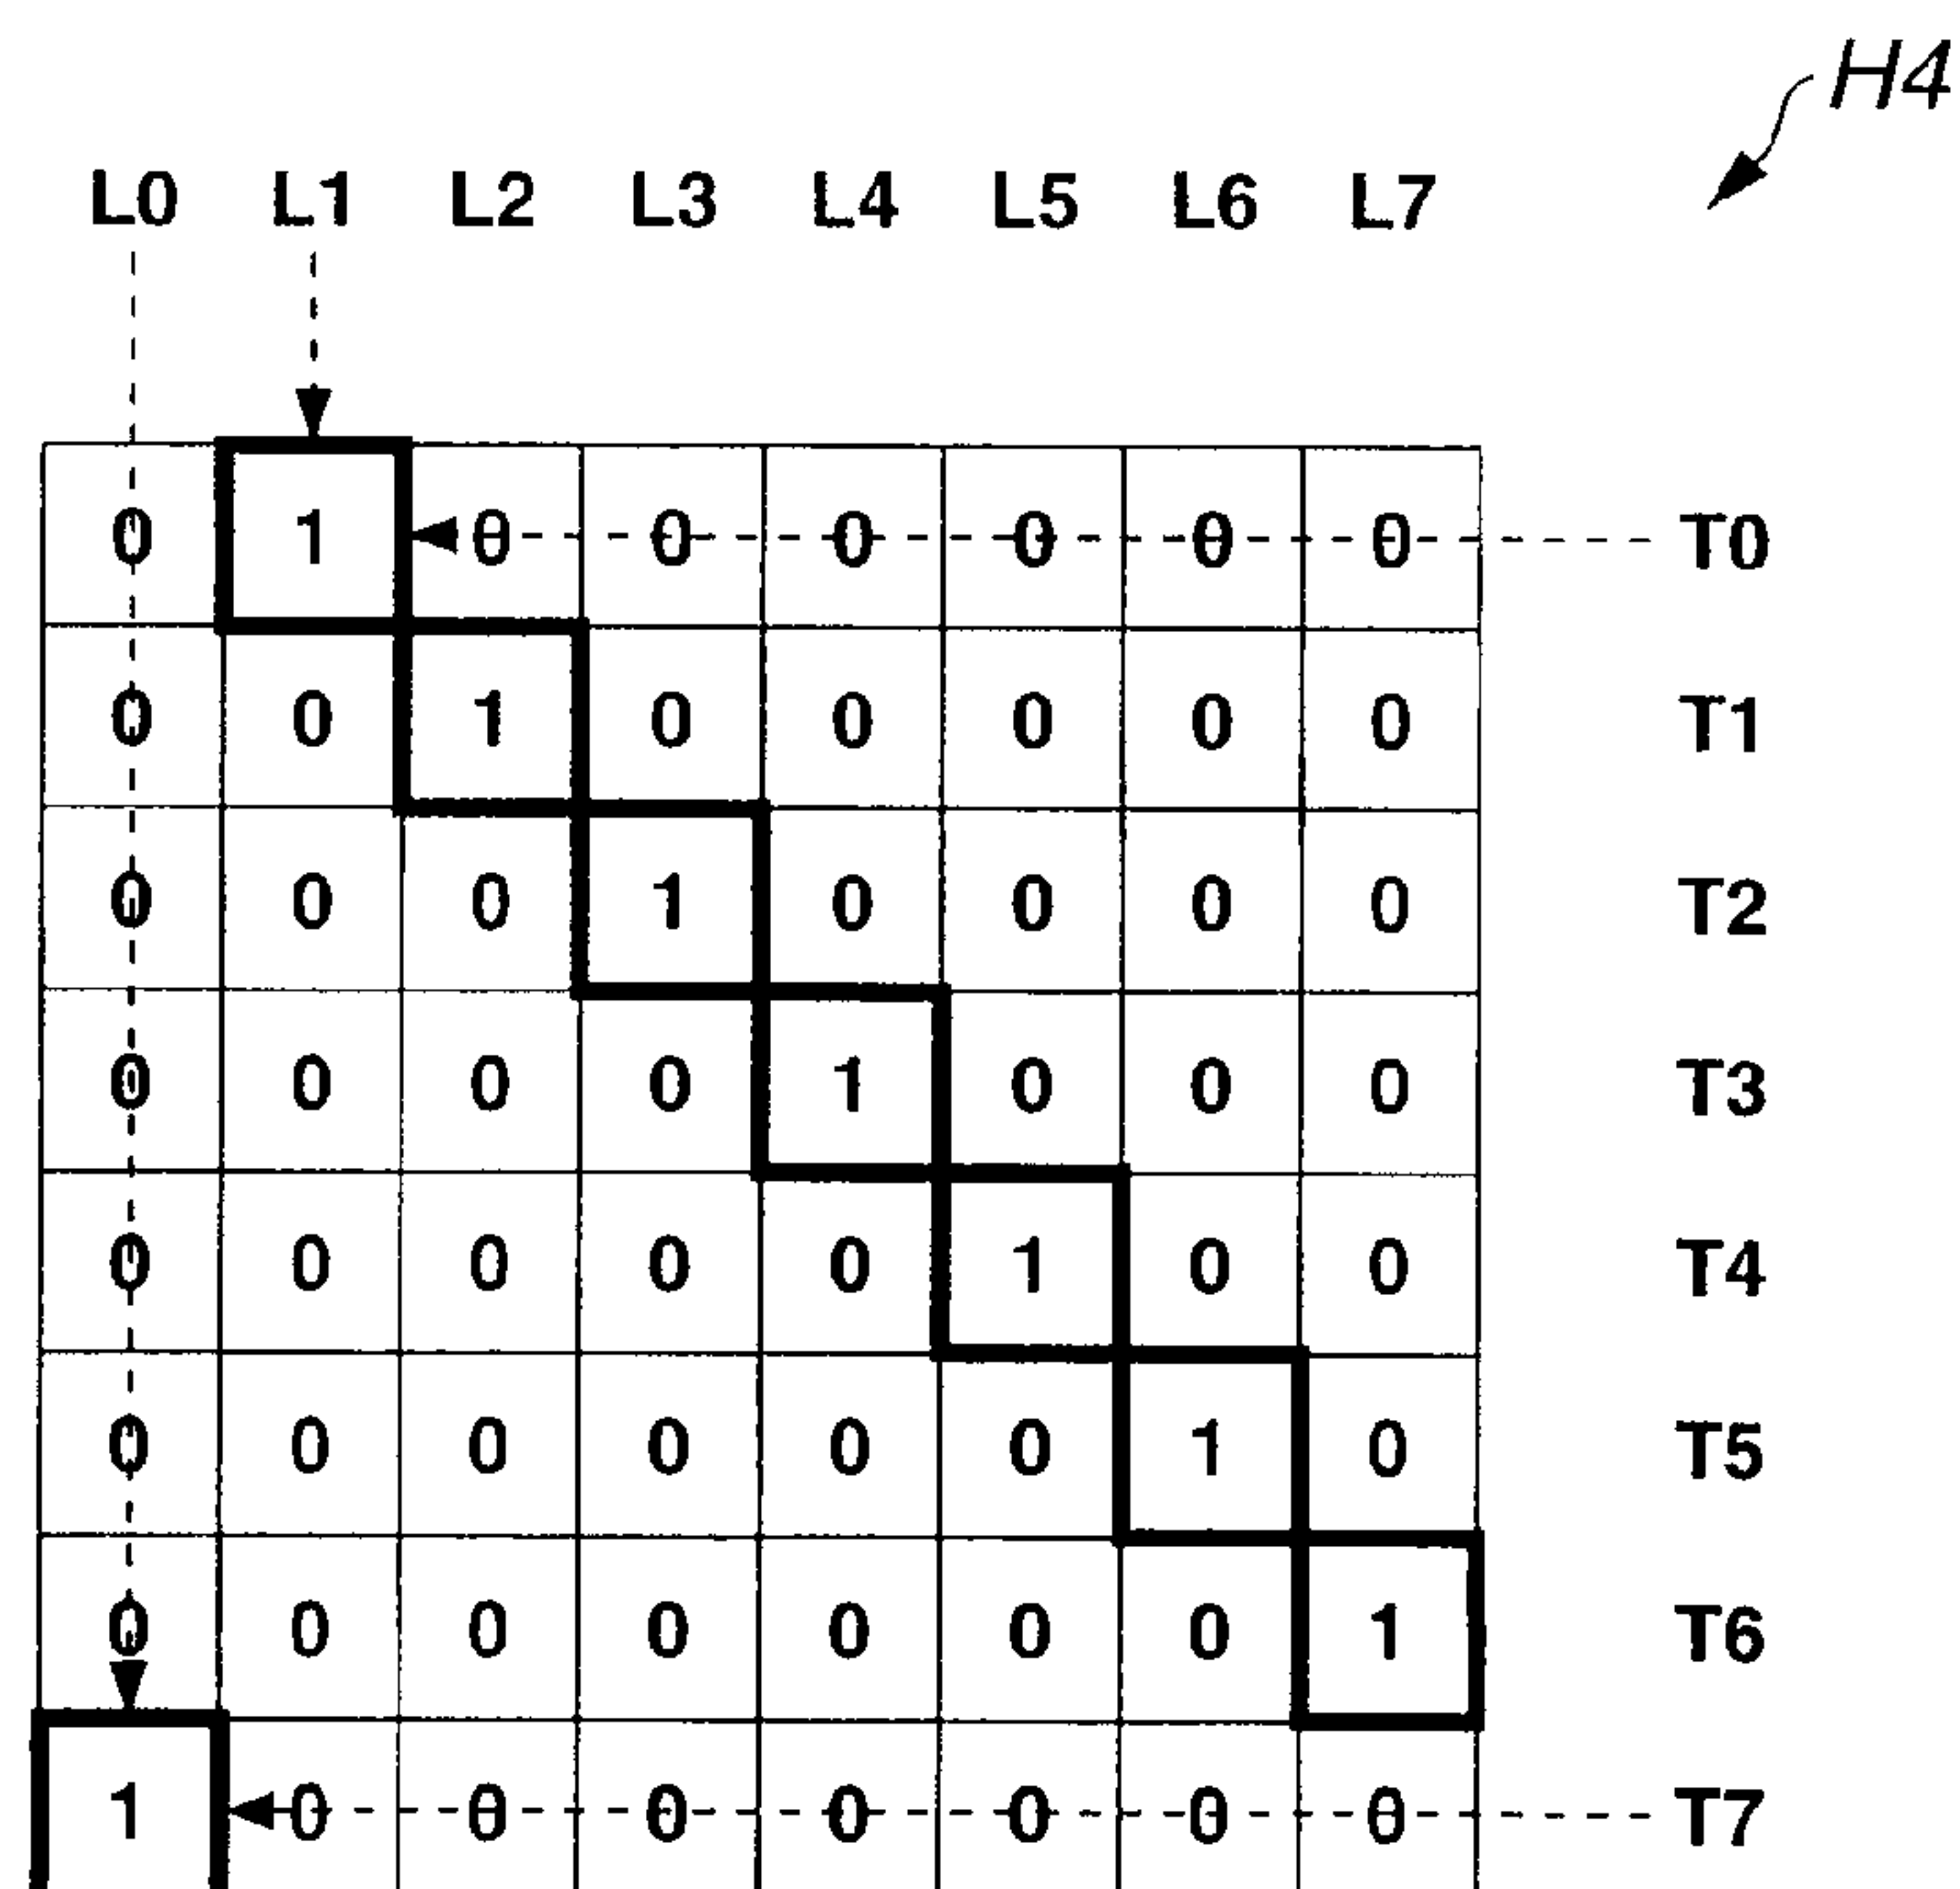 H4
L0 L1 L2 L3 L4 L5 L6 L7
0 1 0 0 0 0 0 0 T0
0 0 1 0 0 0 0 0 T1
0 0 0 1 0 0 0 0 T2
0 0 0 0 1 0 0 0 T3
0 0 0 0 0 1 0 0 T4
0 0 0 0 0 0 1 0 T5
0 0 0 0 0 0 0 1 T6
1 0 0 0 0 0 0 0 T7